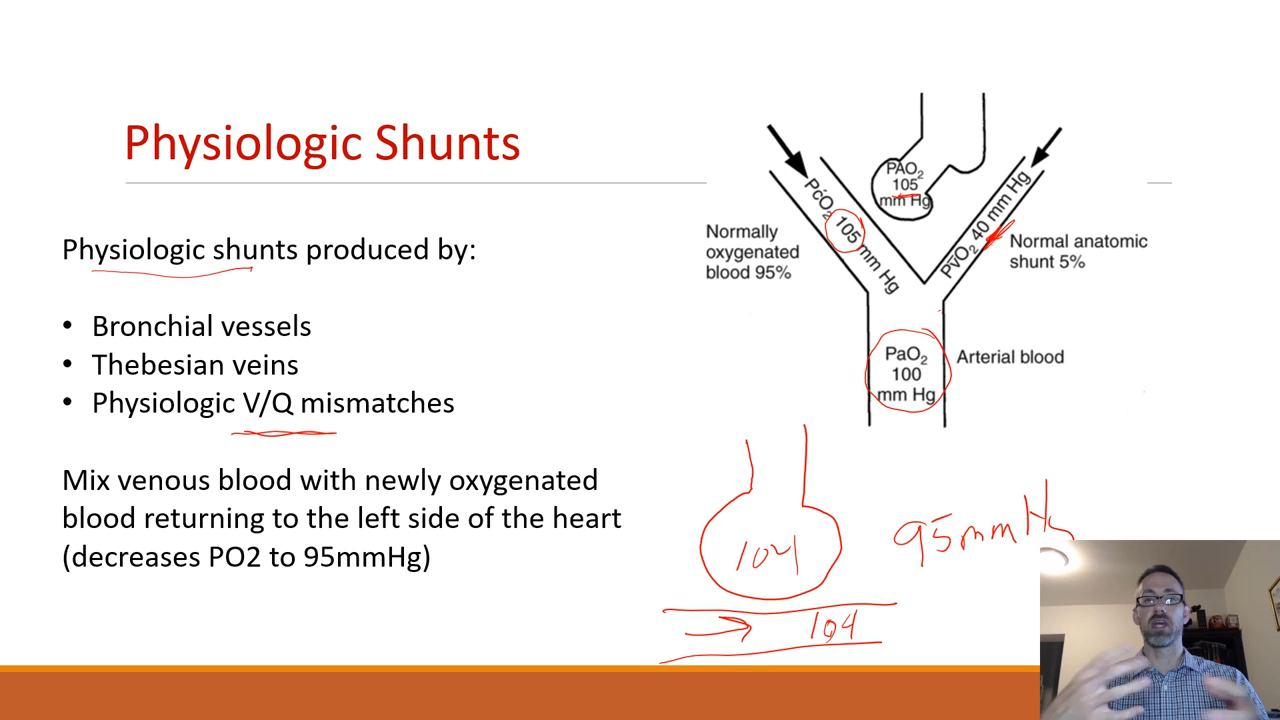 Physiologic Shunts
Physiologic shunts produced by:
• Bronchial vessels
• Thebesian veins
• Physiologic V/Q mismatches
Mix venous blood with newly oxygenated
blood returning to the left side of the heart
(decreases PO2 to 95mmHg)
PAO₂
105
mm Hg
PćO₂ 105 mm Hg
Pv̄O₂ 40 mm Hg
Normally
oxygenated
blood 95%
Normal anatomic
shunt 5%
PaO₂
100
mm Hg
Arterial blood
104
95mmHg
104